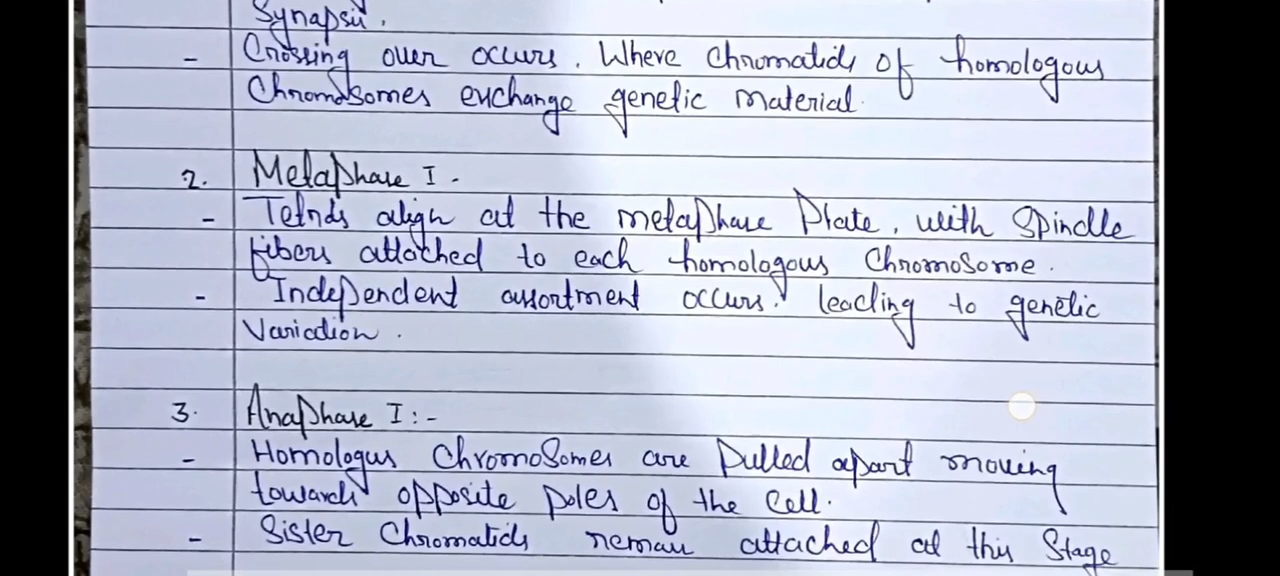 Synapsis.
- Crossing over occurs. Where chromatids of homologous
Chromosomes exchange genetic material.
2. Metaphase I -
- Tetrds align at the metaphase Plate, with Spindle
fibers attached to each homologous Chromosome.
- Independent assortment occurs. leading to genetic
Variation.
3. Anaphase I :-
- Homologus Chromosomes are pulled apart moving
towards opposite poles of the cell.
- Sister Chromatids remain attached at this Stage